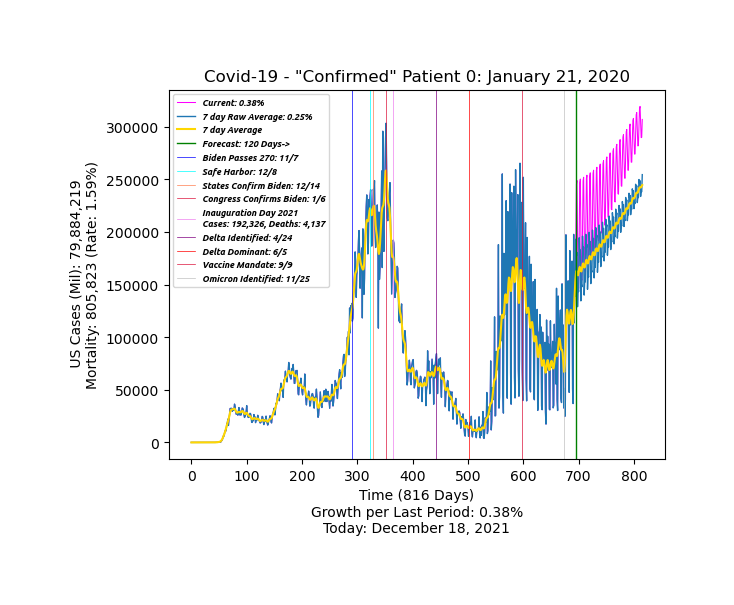 Covid-19 - "Confirmed" Patient 0: January 21, 2020
Current: 0.38%
7 day Raw Average: 0.25%
7 day Average
Forecast: 120 Days->
Biden Passes 270: 11/7
Safe Harbor: 12/8
States Confirm Biden: 12/14
Congress Confirms Biden: 1/6
Inauguration Day 2021
Cases: 192,326, Deaths: 4,137
Delta Identified: 4/24
Delta Dominant: 6/5
Vaccine Mandate: 9/9
Omicron Identified: 11/25
US Cases (Mil): 79,884,219
Mortality: 805,823 (Rate: 1.59%)
300000
250000
200000
150000
100000
50000
0
0 100 200 300 400 500 600 700 800
Time (816 Days)
Growth per Last Period: 0.38%
Today: December 18, 2021